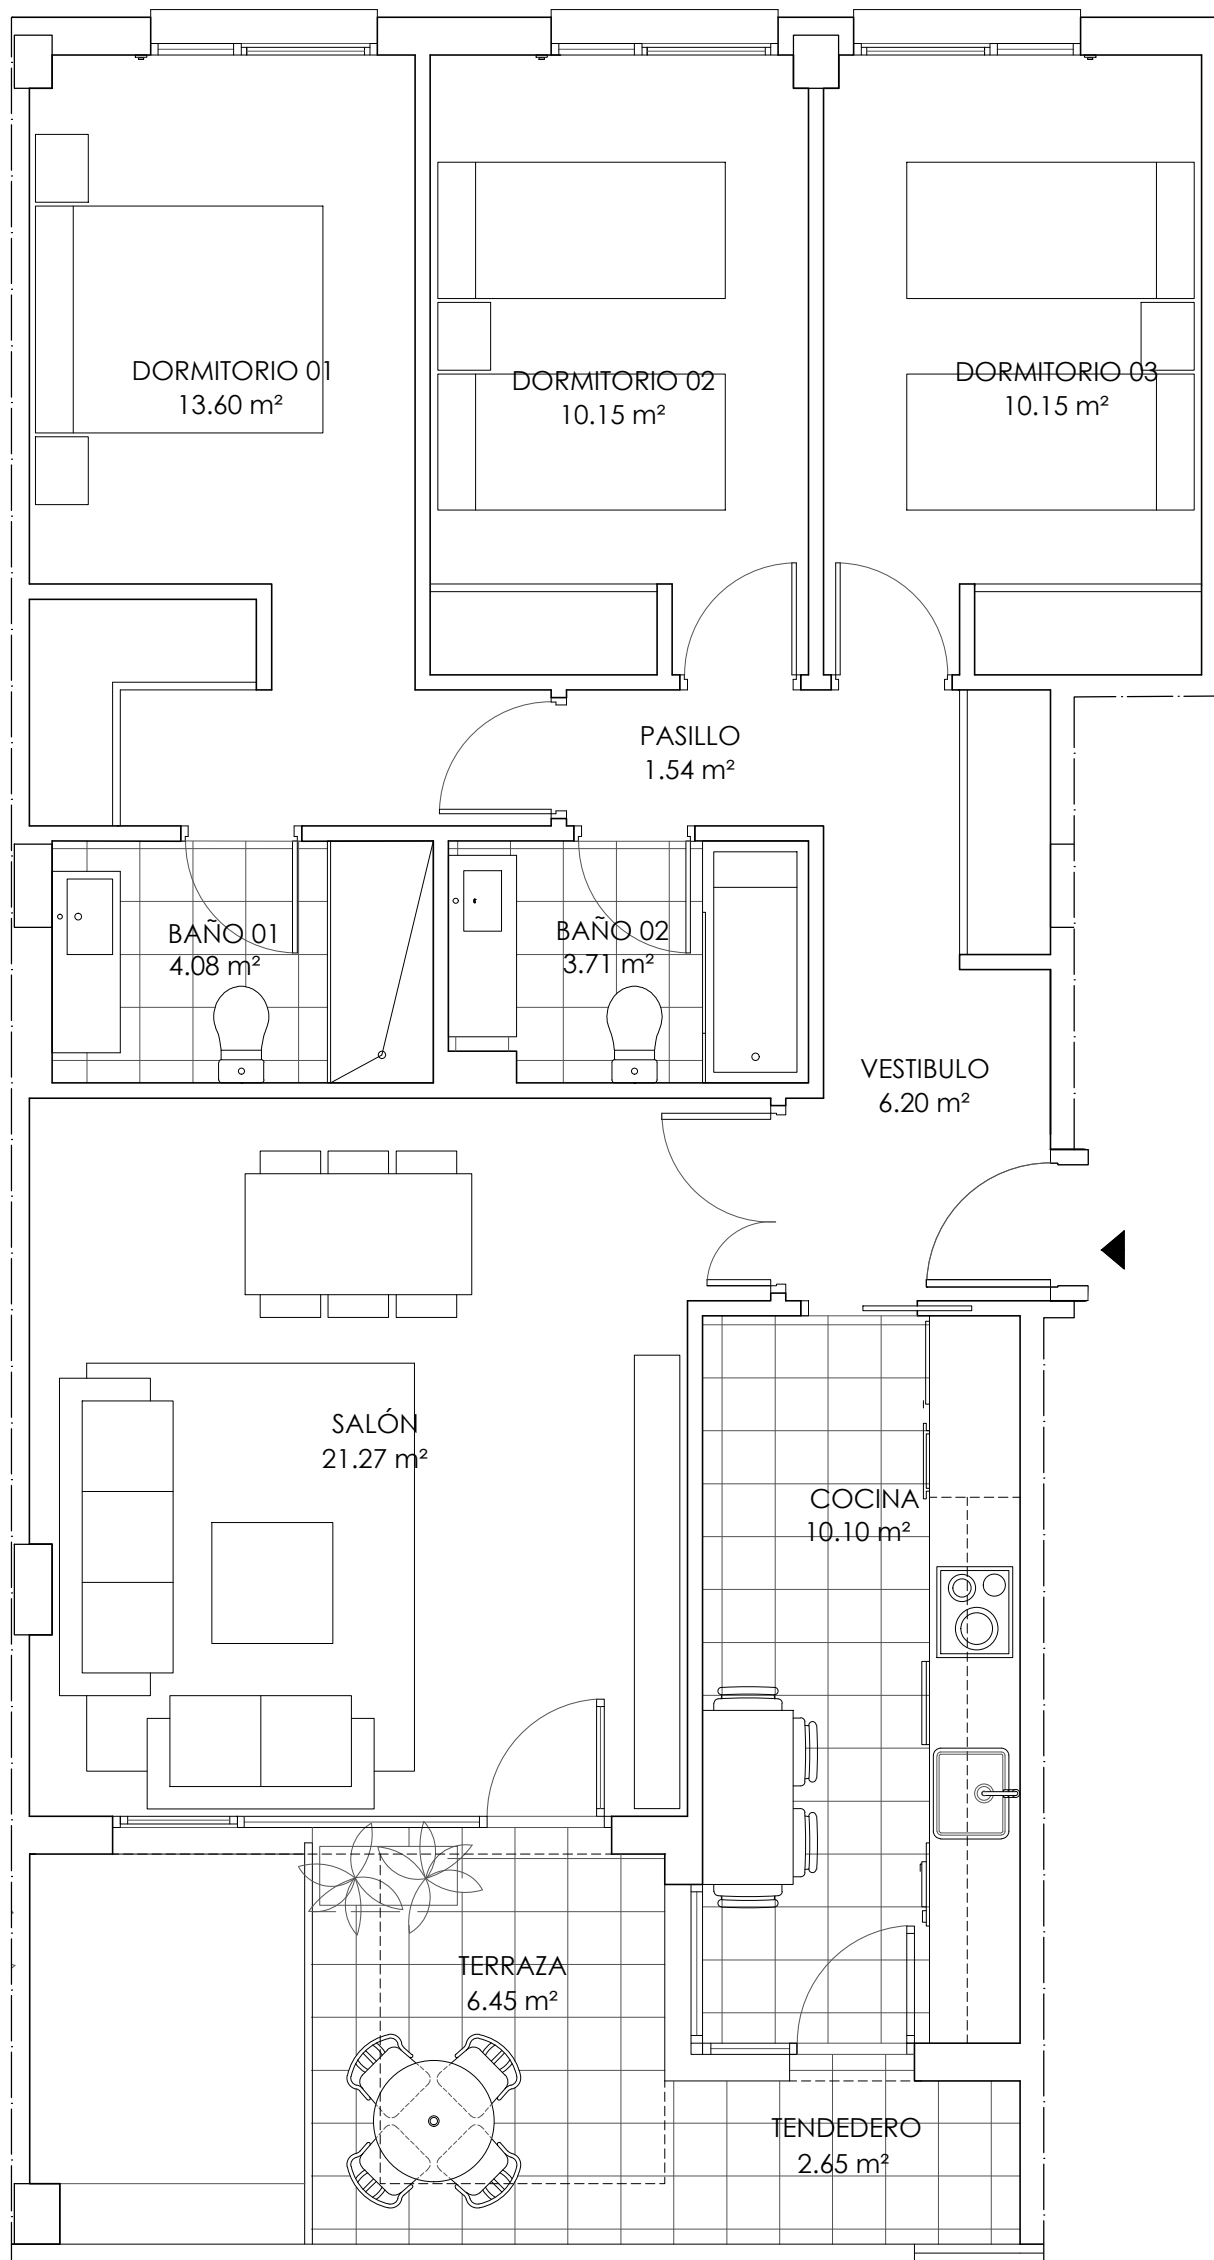 DORMITORIO 01
13.60 m²
DORMITORIO 02
10.15 m²
DORMITORIO 03
10.15 m²
PASILLO
1.54 m²
BAÑO 01
4.08 m²
BAÑO 02
3.71 m²
VESTIBULO
6.20 m²
SALÓN
21.27 m²
COCINA
10.10 m²
TERRAZA
6.45 m²
TENDEDERO
2.65 m²